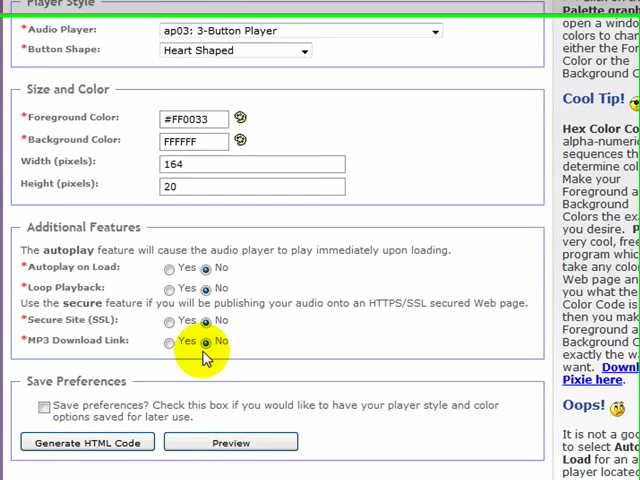 Player Style
*Audio Player: ap03: 3-Button Player
*Button Shape: Heart Shaped
Size and Color
*Foreground Color: #FF0033
*Background Color: FFFFFF
Width (pixels): 164
Height (pixels): 20
Additional Features
The autoplay feature will cause the audio player to play immediately upon loading.
*Autoplay on Load: Yes No
*Loop Playback: Yes No
Use the secure feature if you will be publishing your audio onto an HTTPS/SSL secured Web page.
*Secure Site (SSL): Yes No
*MP3 Download Link: Yes No
Save Preferences
Save preferences? Check this box if you would like to have your player style and color
options saved for later use.
Generate HTML Code Preview
Palette grap
open a windo
colors to char
either the For
Color or the
Background C
Cool Tip!
Hex Color Co
alpha-numeric
sequences th
determine col
Make your
Foreground a
Background
Colors the exa
you desire. P
very cool, free
program which
take any colo
Web page and
you what the
Color Code is
then you mak
Foreground a
Background C
exactly the w
want. Downl
Pixie here.
Oops!
It is not a goo
to select Auto
Load for an a
player located